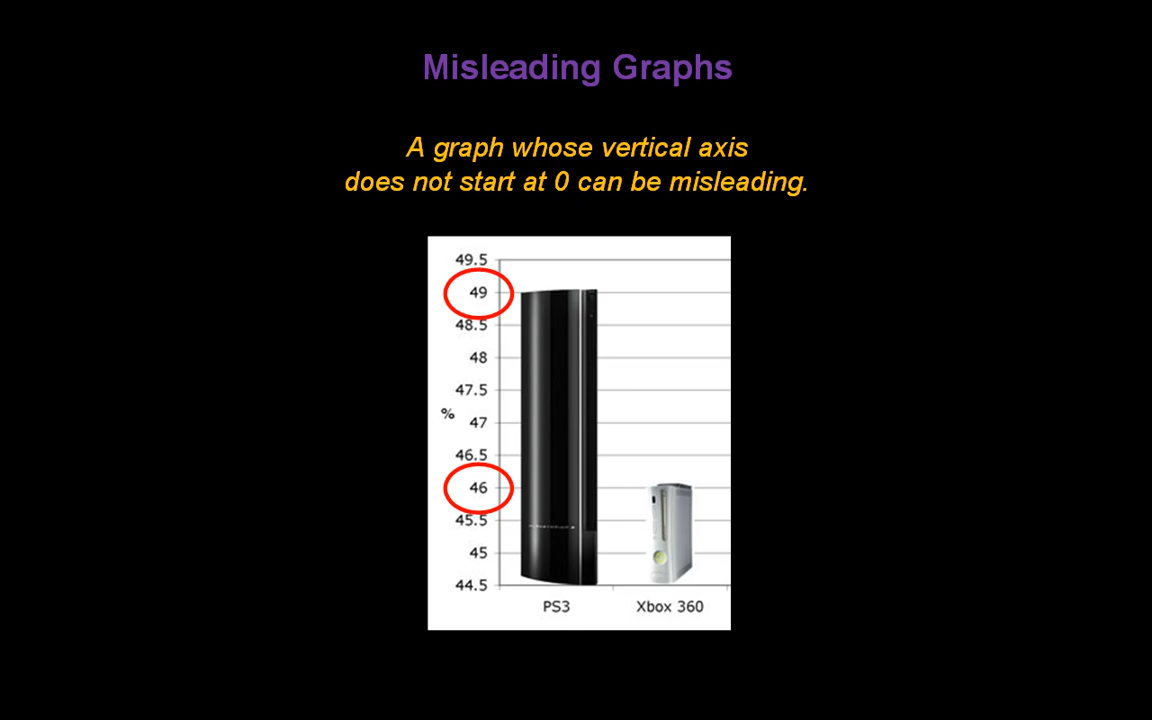 Misleading Graphs
A graph whose vertical axis
does not start at 0 can be misleading.
49.5
49
48.5
48
47.5
%
47
46.5
46
45.5
45
44.5
PS3
Xbox 360